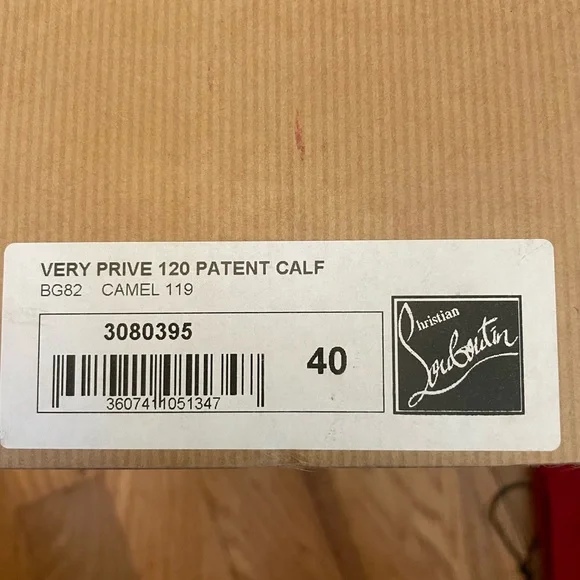 VERY PRIVE 120 PATENT CALF
BG82 CAMEL 119
3080395
40
3607411051347
Christian
Louboutin